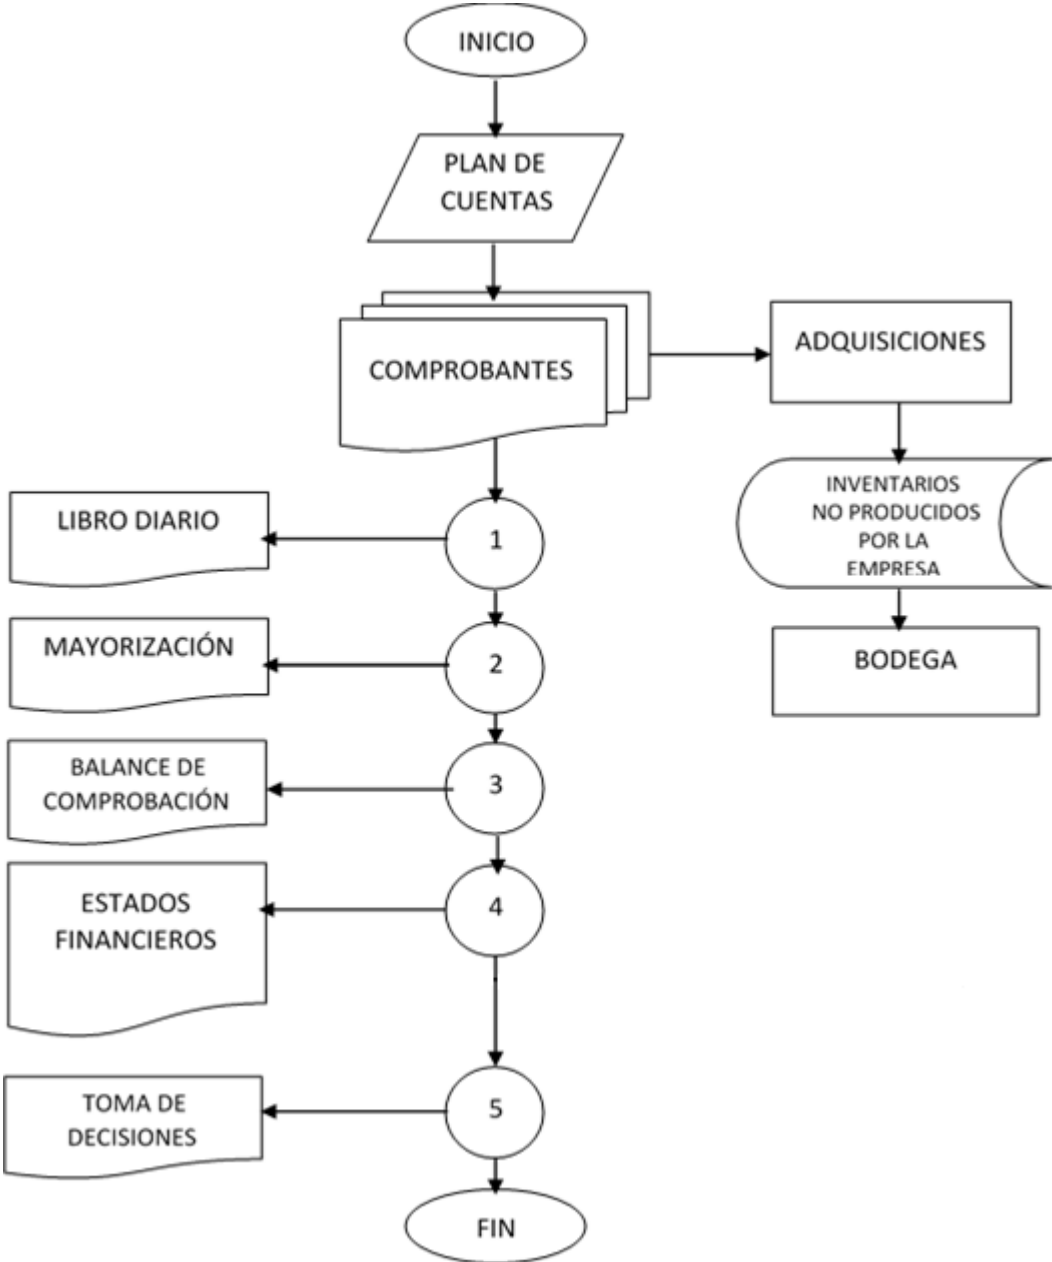 INICIO
PLAN DE
CUENTAS
COMPROBANTES
ADQUISICIONES
INVENTARIOS
NO PRODUCIDOS
POR LA
EMPRESA
BODEGA
1
LIBRO DIARIO
2
MAYORIZACIÓN
3
BALANCE DE
COMPROBACIÓN
4
ESTADOS
FINANCIEROS
5
TOMA DE
DECISIONES
FIN